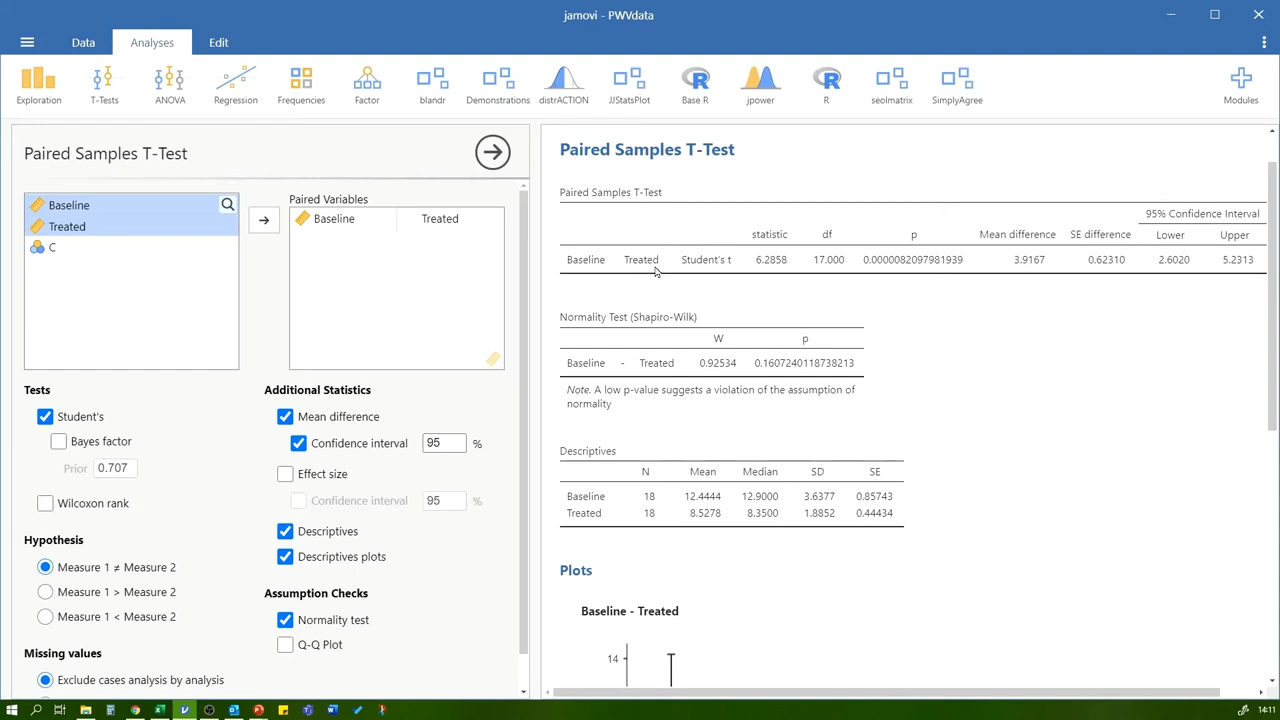 jamovi - PWVdata
Data
Analyses
Edit
Exploration
T-Tests
ANOVA
Regression
Frequencies
Factor
blandr
Demonstrations
distrACTION
JJStatsPlot
Base R
jpower
R
seolmatrix
SimplyAgree
Modules
Paired Samples T-Test
Baseline
Treated
C
Paired Variables
Baseline Treated
Tests
Student's
Bayes factor
Prior 0.707
Wilcoxon rank
Hypothesis
Measure 1 ≠ Measure 2
Measure 1 > Measure 2
Measure 1 < Measure 2
Missing values
Exclude cases analysis by analysis
Additional Statistics
Mean difference
Confidence interval 95 %
Effect size
Confidence interval 95 %
Descriptives
Descriptives plots
Assumption Checks
Normality test
Q-Q Plot
Paired Samples T-Test
Paired Samples T-Test
95% Confidence Interval
statistic df p Mean difference SE difference Lower Upper
Baseline Treated Student's t 6.2858 17.000 0.0000082097981939 3.9167 0.62310 2.6020 5.2313
Normality Test (Shapiro-Wilk)
W p
Baseline - Treated 0.92534 0.1607240118738213
Note. A low p-value suggests a violation of the assumption of
normality
Descriptives
N Mean Median SD SE
Baseline 18 12.4444 12.9000 3.6377 0.85743
Treated 18 8.5278 8.3500 1.8852 0.44434
Plots
Baseline - Treated
14
14:11